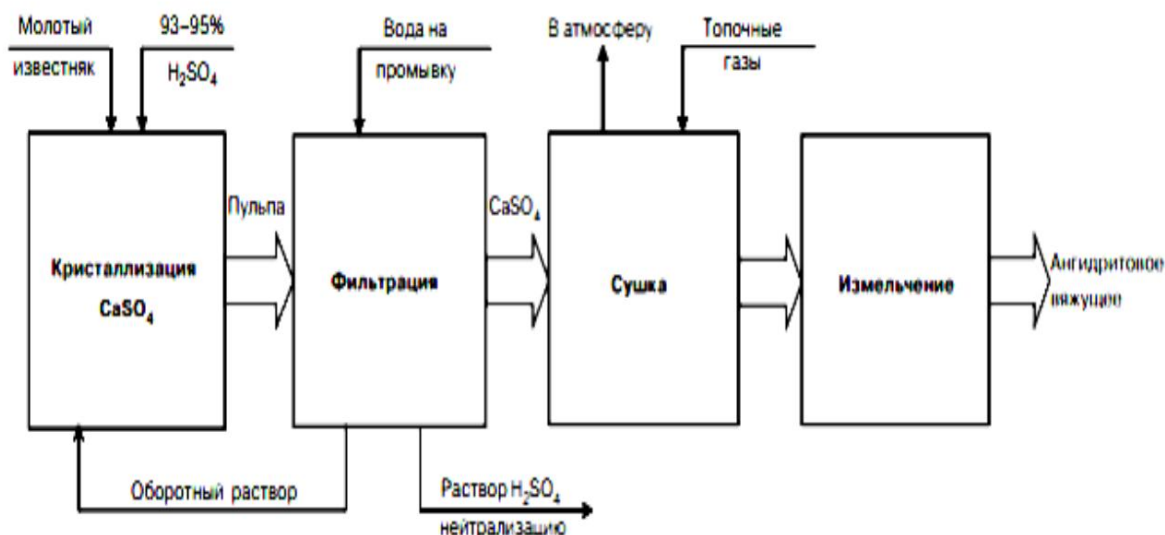 Молотый
известняк
93–95%
H₂SO₄
Вода на
промывку
В атмосферу
Топочные
газы
Кристаллизация
CaSO₄
Пульпа
Фильтрация
CaSO₄
Сушка
Измельчение
Ангидритовое
вяжущее
Оборотный раствор
Раствор H₂SO₄
нейтрализацию